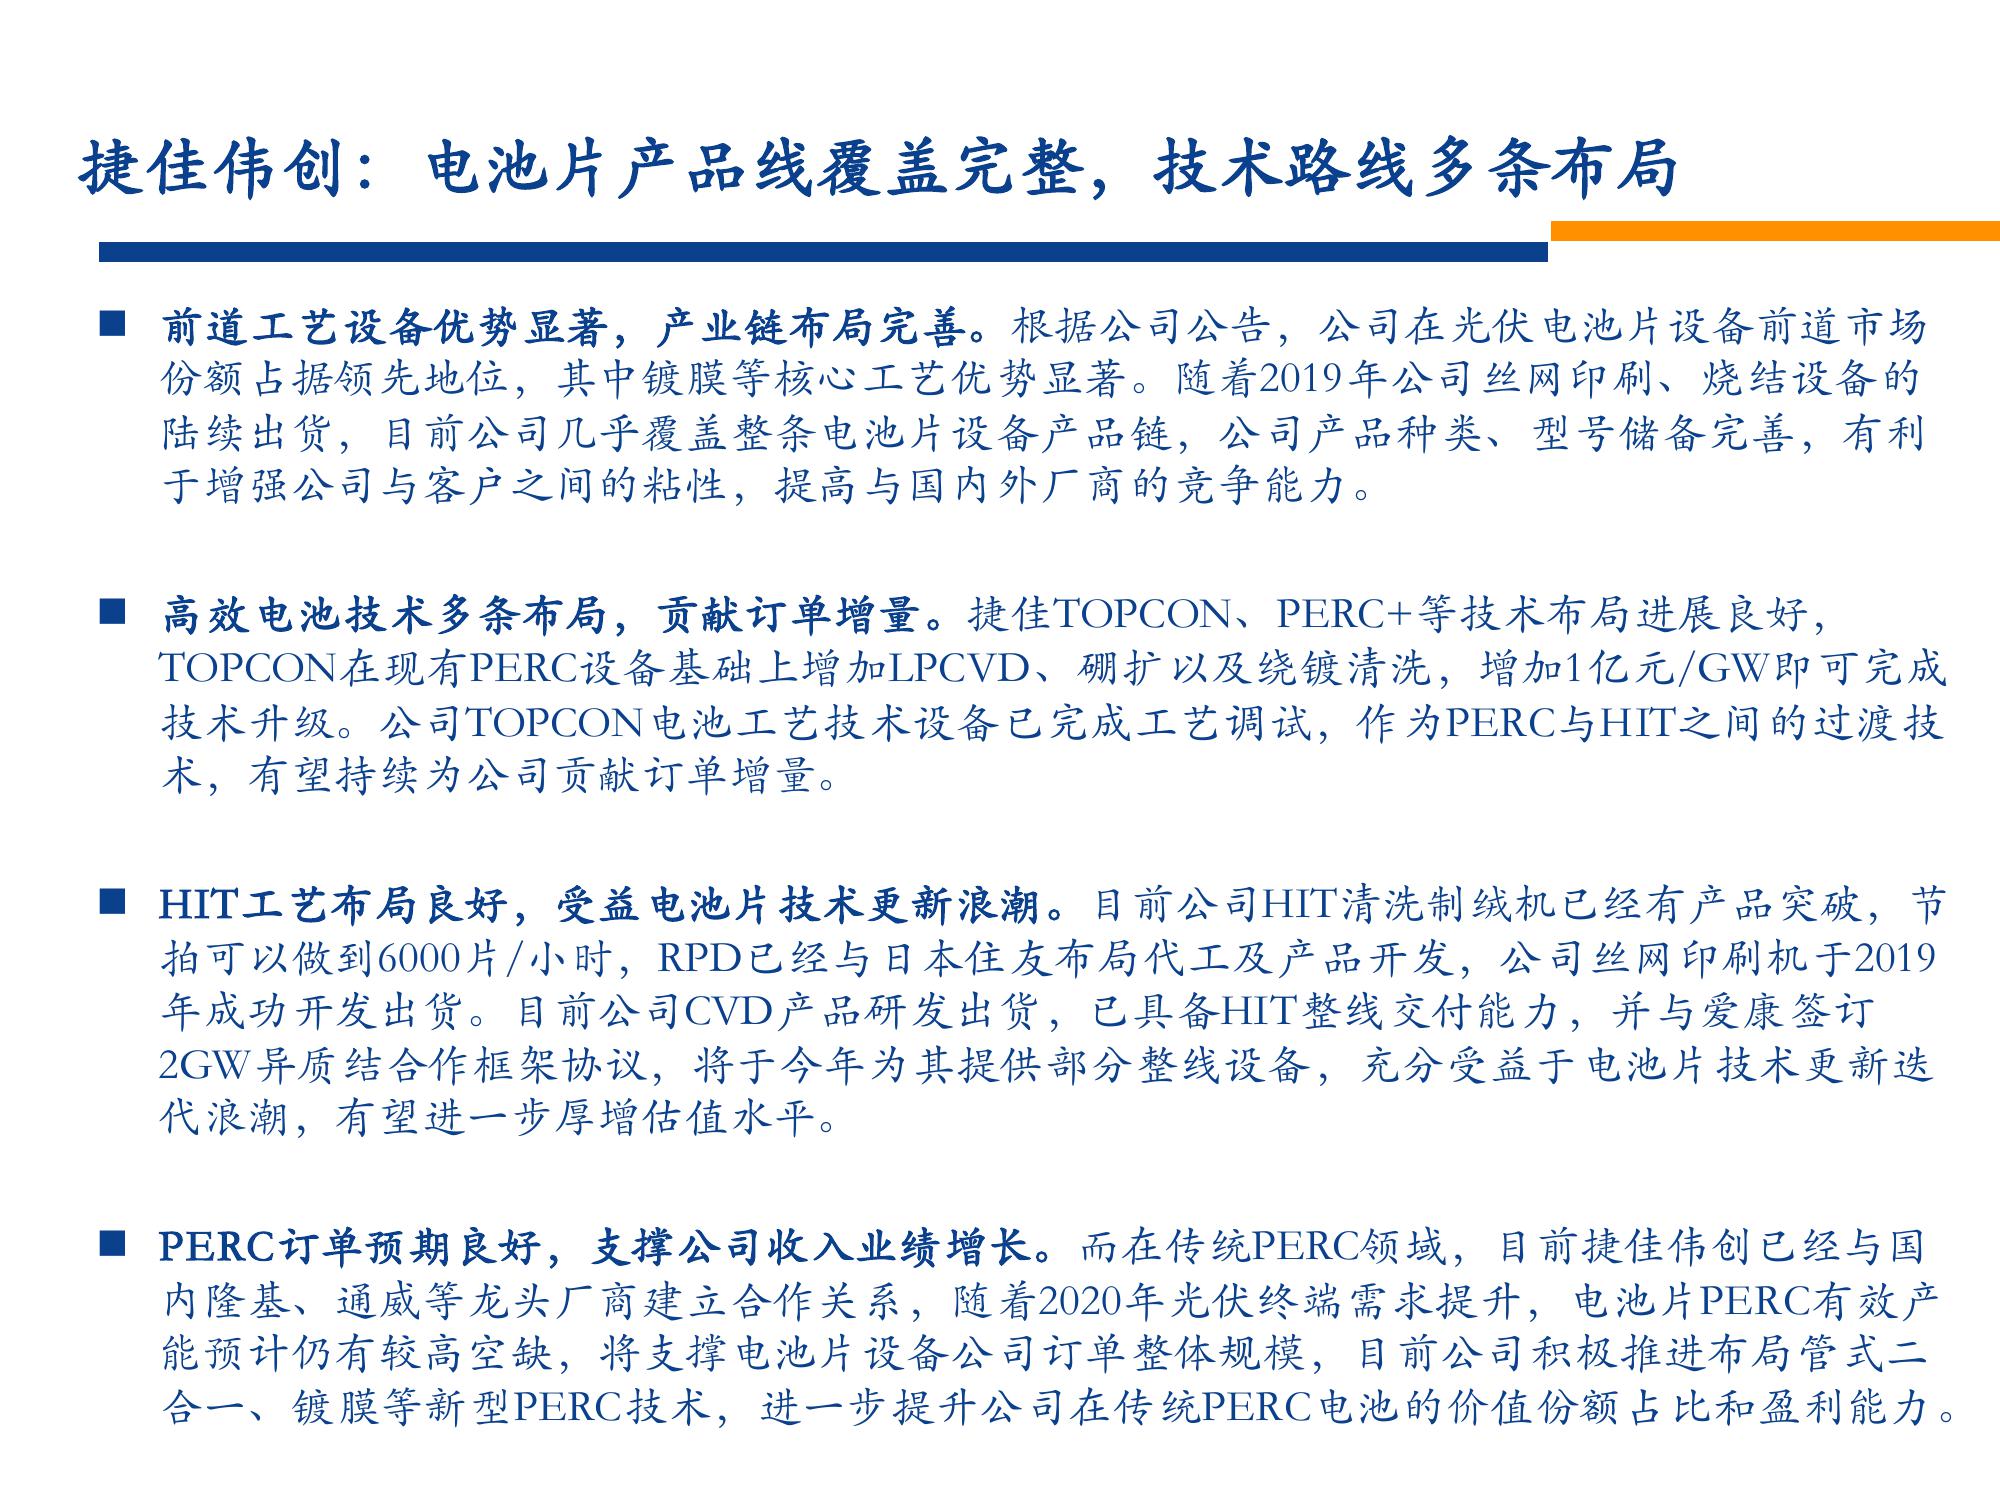 捷佳伟创：电池片产品线覆盖完整，技术路线多条布局
■ 前道工艺设备优势显著，产业链布局完善。根据公司公告，公司在光伏电池片设备前道市场
份额占据领先地位，其中镀膜等核心工艺优势显著。随着2019年公司丝网印刷、烧结设备的
陆续出货，目前公司几乎覆盖整条电池片设备产品链，公司产品种类、型号储备完善，有利
于增强公司与客户之间的粘性，提高与国内外厂商的竞争能力。
■ 高效电池技术多条布局，贡献订单增量。捷佳TOPCON、PERC+等技术布局进展良好，
TOPCON在现有PERC设备基础上增加LPCVD、硼扩以及绕镀清洗，增加1亿元/GW即可完成
技术升级。公司TOPCON电池工艺技术设备已完成工艺调试，作为PERC与HIT之间的过渡技
术，有望持续为公司贡献订单增量。
■ HIT工艺布局良好，受益电池片技术更新浪潮。目前公司HIT清洗制绒机已经有产品突破，节
拍可以做到6000片/小时，RPD已经与日本住友布局代工及产品开发，公司丝网印刷机于2019
年成功开发出货。目前公司CVD产品研发出货，已具备HIT整线交付能力，并与爱康签订
2GW异质结合作框架协议，将于今年为其提供部分整线设备，充分受益于电池片技术更新迭
代浪潮，有望进一步厚增估值水平。
■ PERC订单预期良好，支撑公司收入业绩增长。而在传统PERC领域，目前捷佳伟创已经与国
内隆基、通威等龙头厂商建立合作关系，随着2020年光伏终端需求提升，电池片PERC有效产
能预计仍有较高空缺，将支撑电池片设备公司订单整体规模，目前公司积极推进布局管式二
合一、镀膜等新型PERC技术，进一步提升公司在传统PERC电池的价值份额占比和盈利能力。